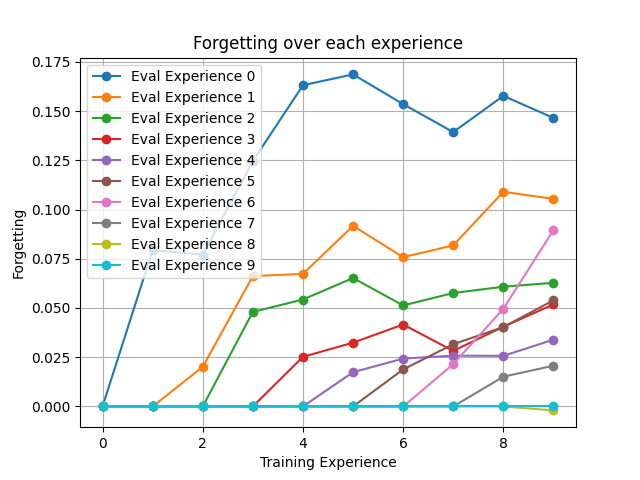 Forgetting over each experience
0.175
0.150
0.125
0.100
0.075
0.050
0.025
0.000
Forgetting
Eval Experience 0
Eval Experience 1
Eval Experience 2
Eval Experience 3
Eval Experience 4
Eval Experience 5
Eval Experience 6
Eval Experience 7
Eval Experience 8
Eval Experience 9
0 2 4 6 8
Training Experience